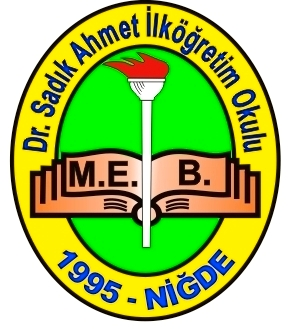 Dr. Sadık Ahmet İlköğretim Okulu
M.E. B.
1995 - NİĞDE